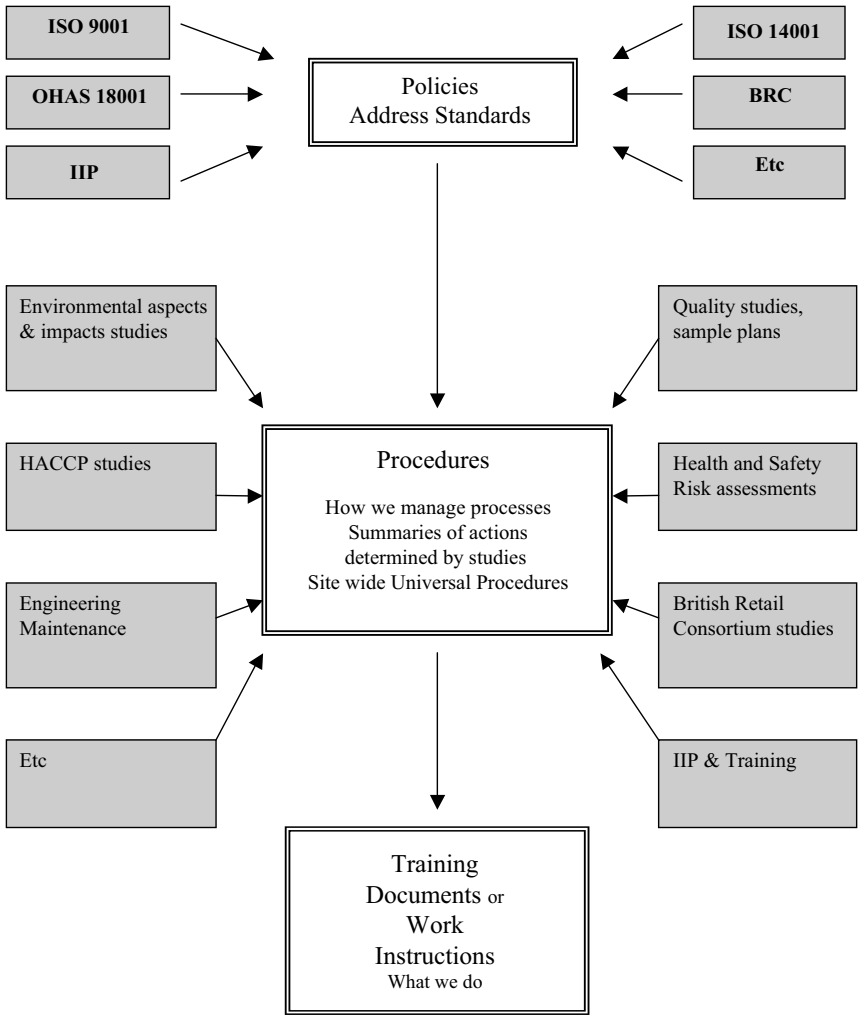 ISO 9001
ISO 14001
Policies
Address Standards
OHAS 18001
BRC
IIP
Etc
Environmental aspects
& impacts studies
Quality studies,
sample plans
Procedures
How we manage processes
Summaries of actions
determined by studies
Site wide Universal Procedures
HACCP studies
Health and Safety
Risk assessments
Engineering
Maintenance
British Retail
Consortium studies
Etc
IIP & Training
Training
Documents or
Work
Instructions
What we do